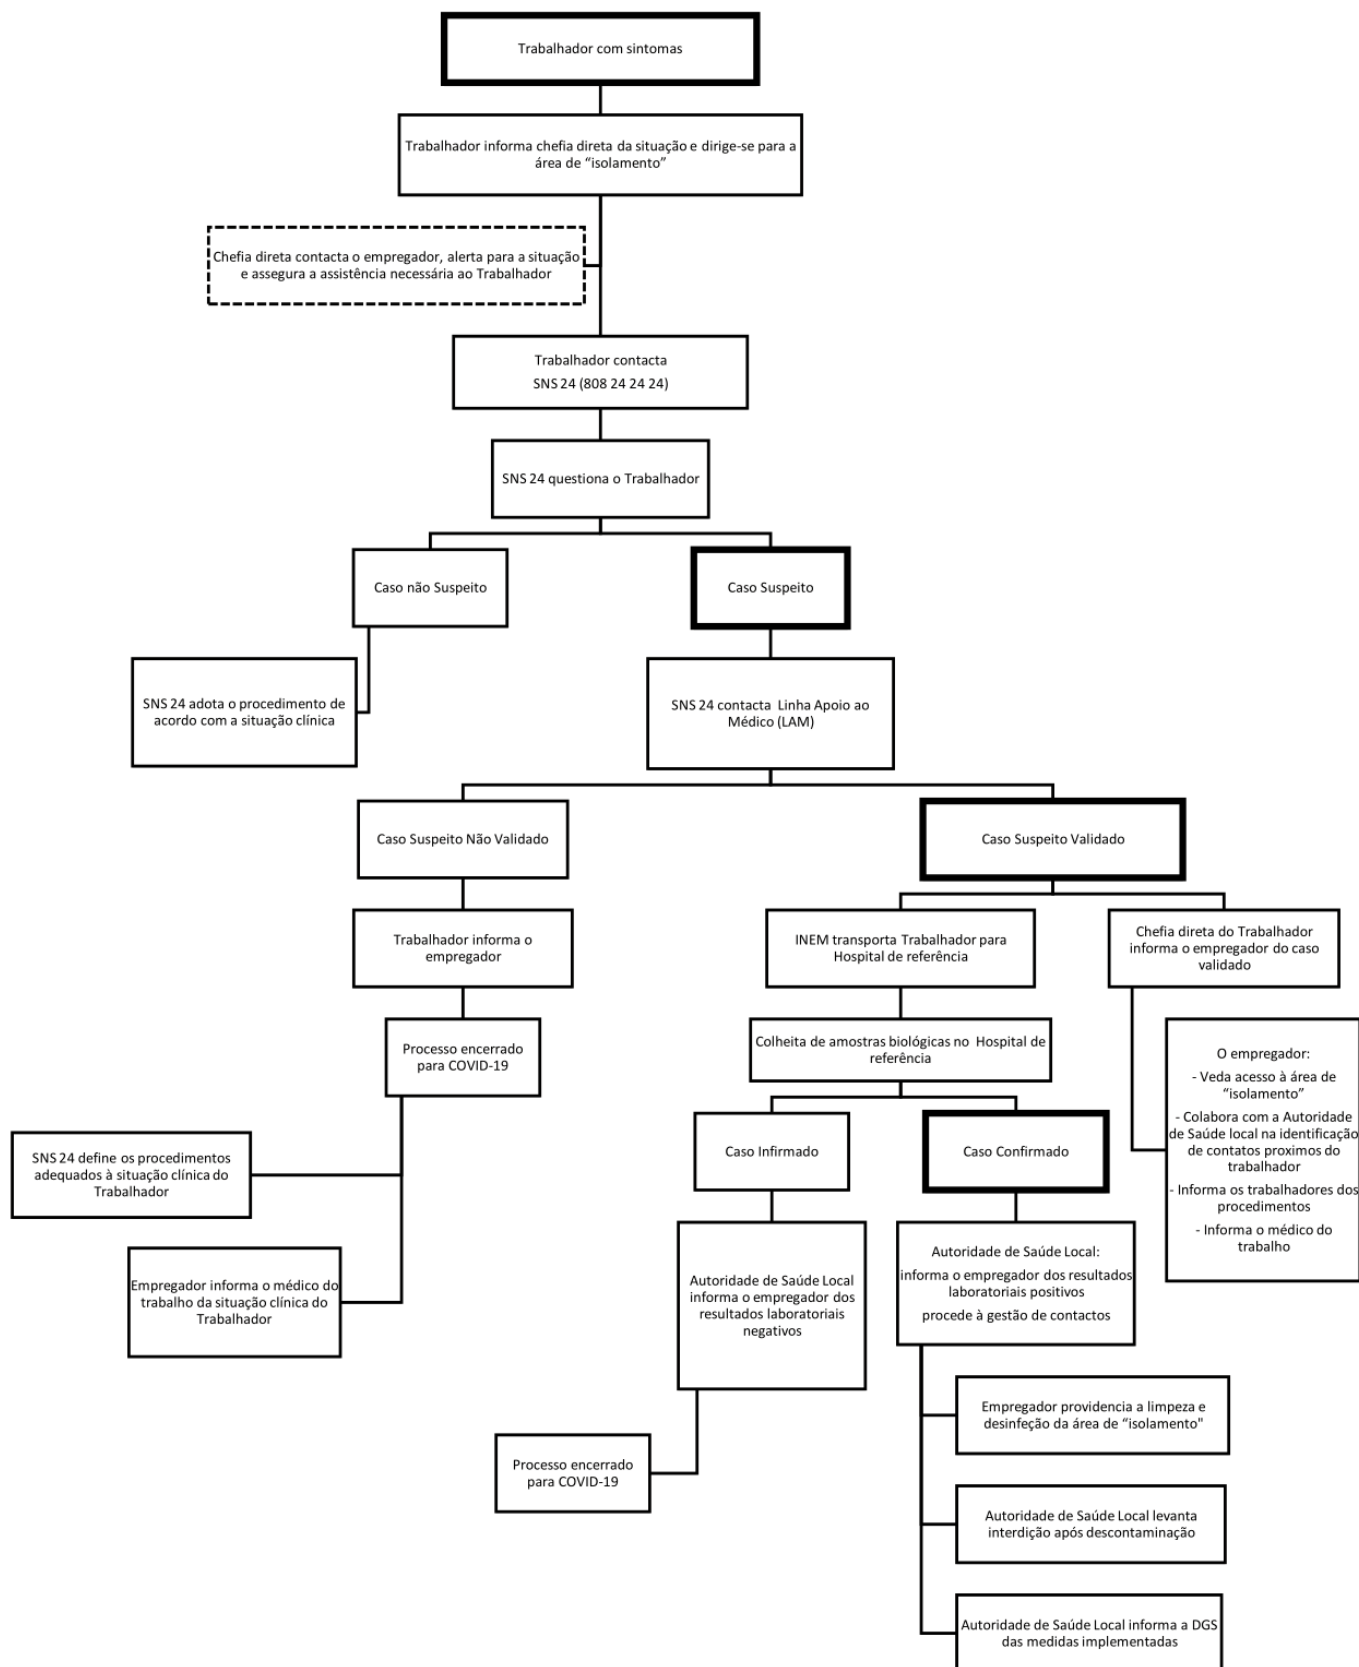 Trabalhador com sintomas
Trabalhador informa chefia direta da situação e dirige-se para a
área de “isolamento”
Chefia direta contacta o empregador, alerta para a situação
e assegura a assistência necessária ao Trabalhador
Trabalhador contacta
SNS 24 (808 24 24 24)
SNS 24 questiona o Trabalhador
Caso não Suspeito
Caso Suspeito
SNS 24 adota o procedimento de
acordo com a situação clínica
SNS 24 contacta Linha Apoio ao
Médico (LAM)
Caso Suspeito Não Validado
Caso Suspeito Validado
Trabalhador informa o
empregador
INEM transporta Trabalhador para
Hospital de referência
Chefia direta do Trabalhador
informa o empregador do caso
validado
Processo encerrado
para COVID-19
Colheita de amostras biológicas no Hospital de
referência
O empregador:
- Veda acesso à área de
“isolamento”
- Colabora com a Autoridade
de Saúde local na identificação
de contatos proximos do
trabalhador
- Informa os trabalhadores dos
procedimentos
- Informa o médico do
trabalho
SNS 24 define os procedimentos
adequados à situação clínica do
Trabalhador
Caso Infirmado
Caso Confirmado
Empregador informa o médico do
trabalho da situação clínica do
Trabalhador
Autoridade de Saúde Local
informa o empregador dos
resultados laboratoriais
negativos
Autoridade de Saúde Local:
informa o empregador dos resultados
laboratoriais positivos
procede à gestão de contactos
Processo encerrado
para COVID-19
Empregador providencia a limpeza e
desinfeção da área de “isolamento"
Autoridade de Saúde Local levanta
interdição após descontaminação
Autoridade de Saúde Local informa a DGS
das medidas implementadas